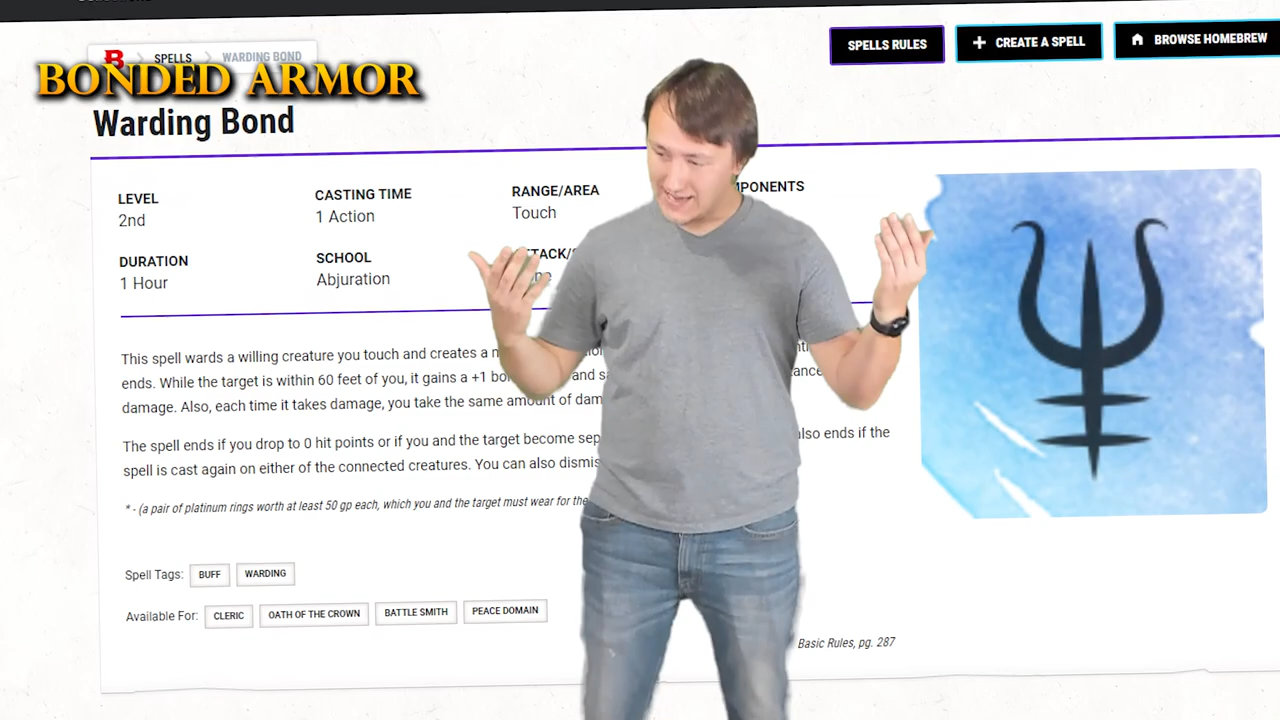 SPELLS RULES
CREATE A SPELL
BROWSE HOMEBREW
B SPELLS WARDING BOND
BONDED ARMOR
Warding Bond
LEVEL CASTING TIME RANGE/AREA MPONENTS
2nd 1 Action Touch
DURATION SCHOOL TTACK/
1 Hour Abjuration
This spell wards a willing creature you touch and creates a
ends. While the target is within 60 feet of you, it gains a +1 and
damage. Also, each time it takes damage, you take the same amount of dam
The spell ends if you drop to 0 hit points or if you and the target become sep also ends if the
spell is cast again on either of the connected creatures. You can also dismis
* - (a pair of platinum rings worth at least 50 gp each, which you and the target must wear for the
Spell Tags: BUFF WARDING
Available For: CLERIC OATH OF THE CROWN BATTLE SMITH PEACE DOMAIN
Basic Rules, pg. 287